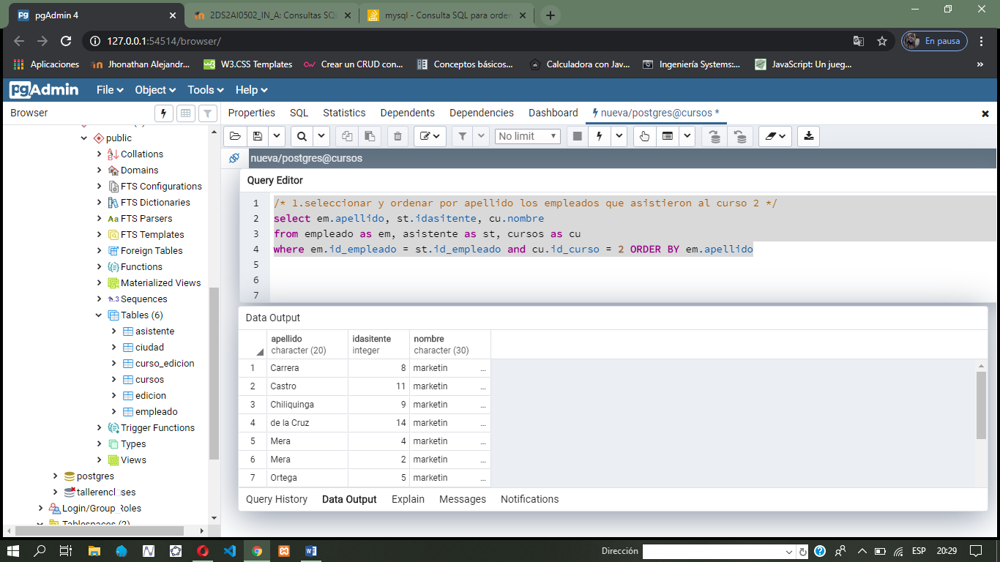 pgAdmin 4
2DS2AI0502_IN_A: Consultas SQL
mysql - Consulta SQL para orden
127.0.0.1:54514/browser/
En pausa
Aplicaciones
Jhonathan Alejandr...
W3.CSS Templates
Crear un CRUD con...
Conceptos básicos...
Calculadora con Jav...
Ingeniería Systems:...
JavaScript: Un jueg...
»
pgAdmin
File
Object
Tools
Help
Browser
Properties
SQL
Statistics
Dependents
Dependencies
Dashboard
nueva/postgres@cursos *
public
Collations
Domains
FTS Configurations
FTS Dictionaries
Aa FTS Parsers
FTS Templates
Foreign Tables
Functions
Materialized Views
Sequences
Tables (6)
asistente
ciudad
curso_edicion
cursos
edicion
empleado
Trigger Functions
Types
Views
postgres
Login/Group Roles
Tablespaces (2)
No limit
nueva/postgres@cursos
Query Editor
1 /* 1.seleccionar y ordenar por apellido los empleados que asistieron al curso 2 */
2 select em.apellido, st.idasitente, cu.nombre
3 from empleado as em, asistente as st, cursos as cu
4 where em.id_empleado = st.id_empleado and cu.id_curso = 2 ORDER BY em.apellido
5
6
7
Data Output
apellido idasitente nombre
character (20) integer character (30)
1 Carrera 8 marketin ...
2 Castro 11 marketin ...
3 Chiliquinga 9 marketin ...
4 de la Cruz 14 marketin ...
5 Mera 4 marketin ...
6 Mera 2 marketin ...
7 Ortega 5 marketin ...
Query History
Data Output
Explain
Messages
Notifications
Dirección
ESP
20:29